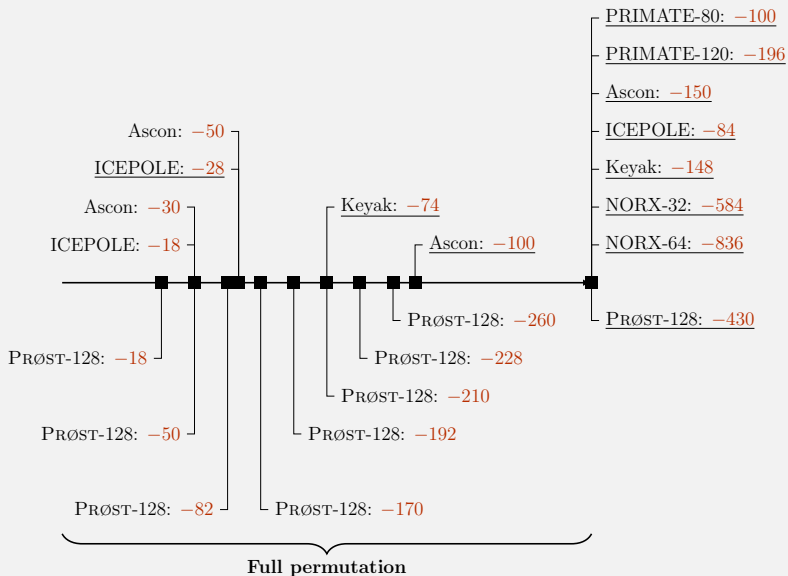 PRIMATE-80: −100
PRIMATE-120: −196
Ascon: −150
Ascon: −50
ICEPOLE: −84
ICEPOLE: −28
Keyak: −148
Ascon: −30
Keyak: −74
NORX-32: −584
ICEPOLE: −18
Ascon: −100
NORX-64: −836
PRØST-128: −260
PRØST-128: −430
PRØST-128: −18
PRØST-128: −228
PRØST-128: −210
PRØST-128: −50
PRØST-128: −192
PRØST-128: −82
PRØST-128: −170
Full permutation